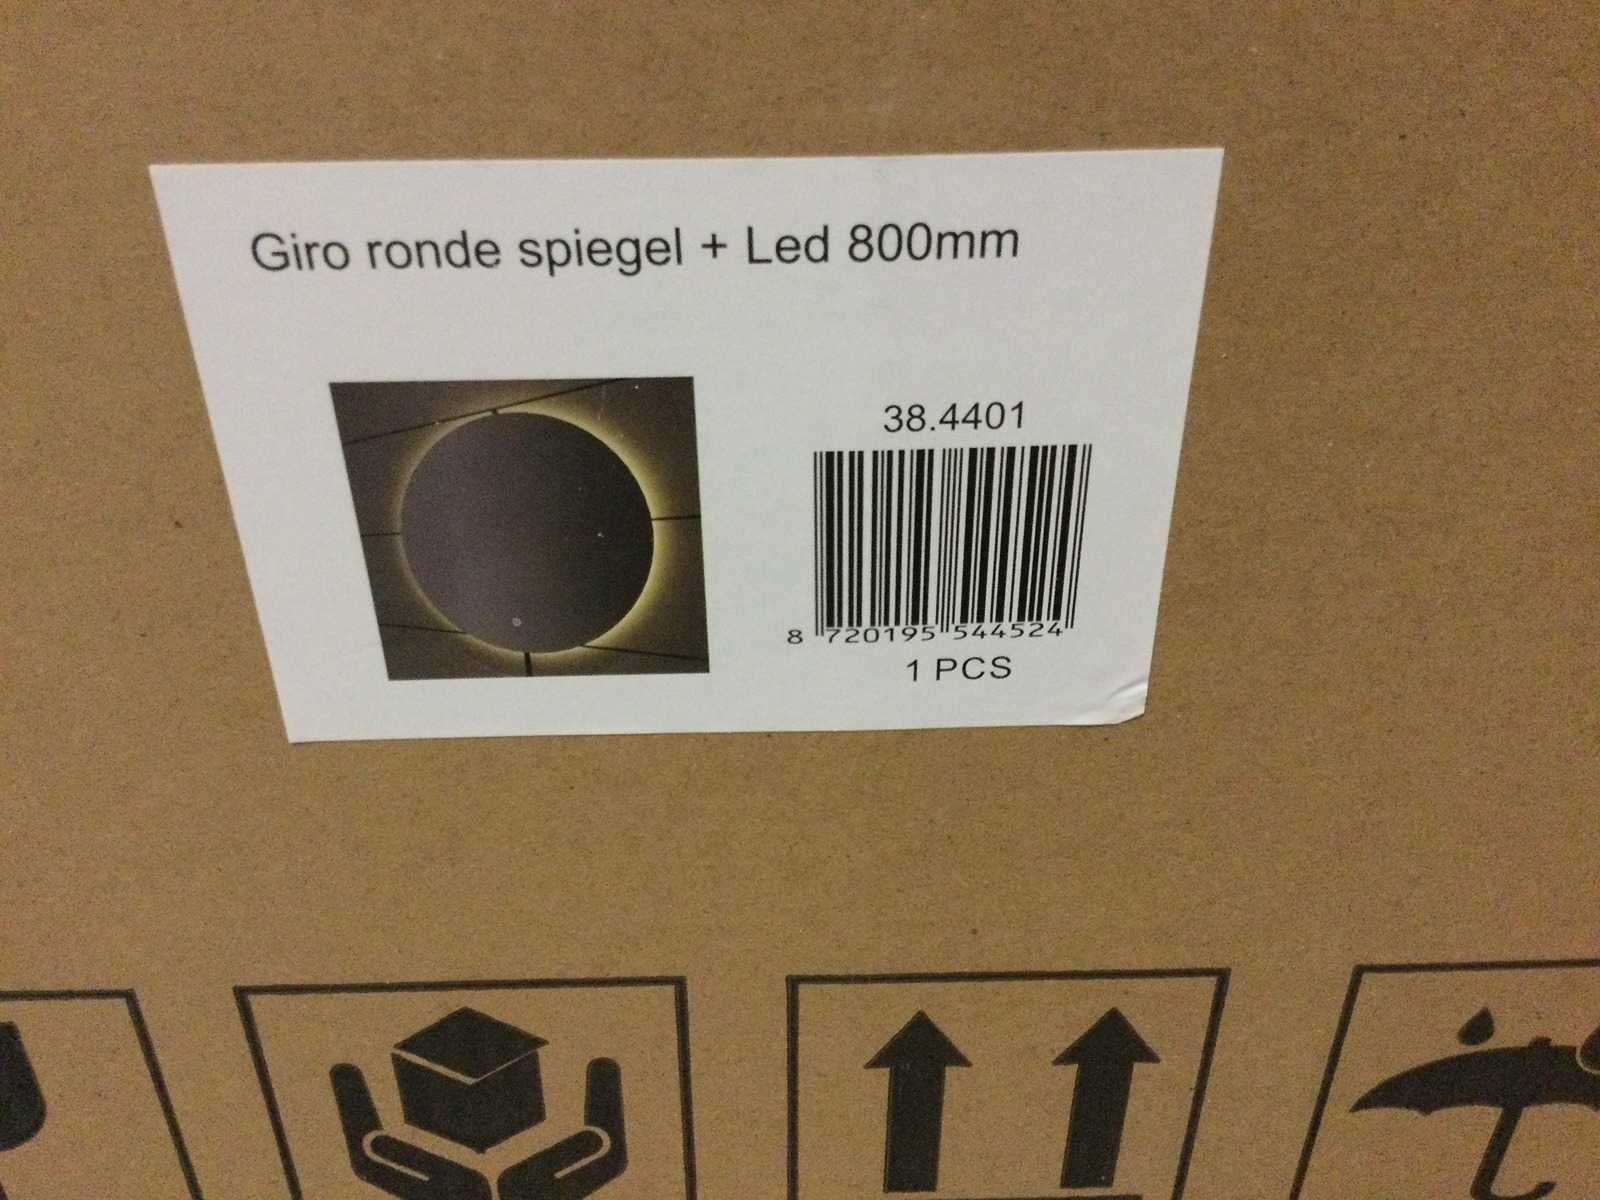 Giro ronde spiegel + Led 800mm
38.4401
8 720195 544524
1 PCS